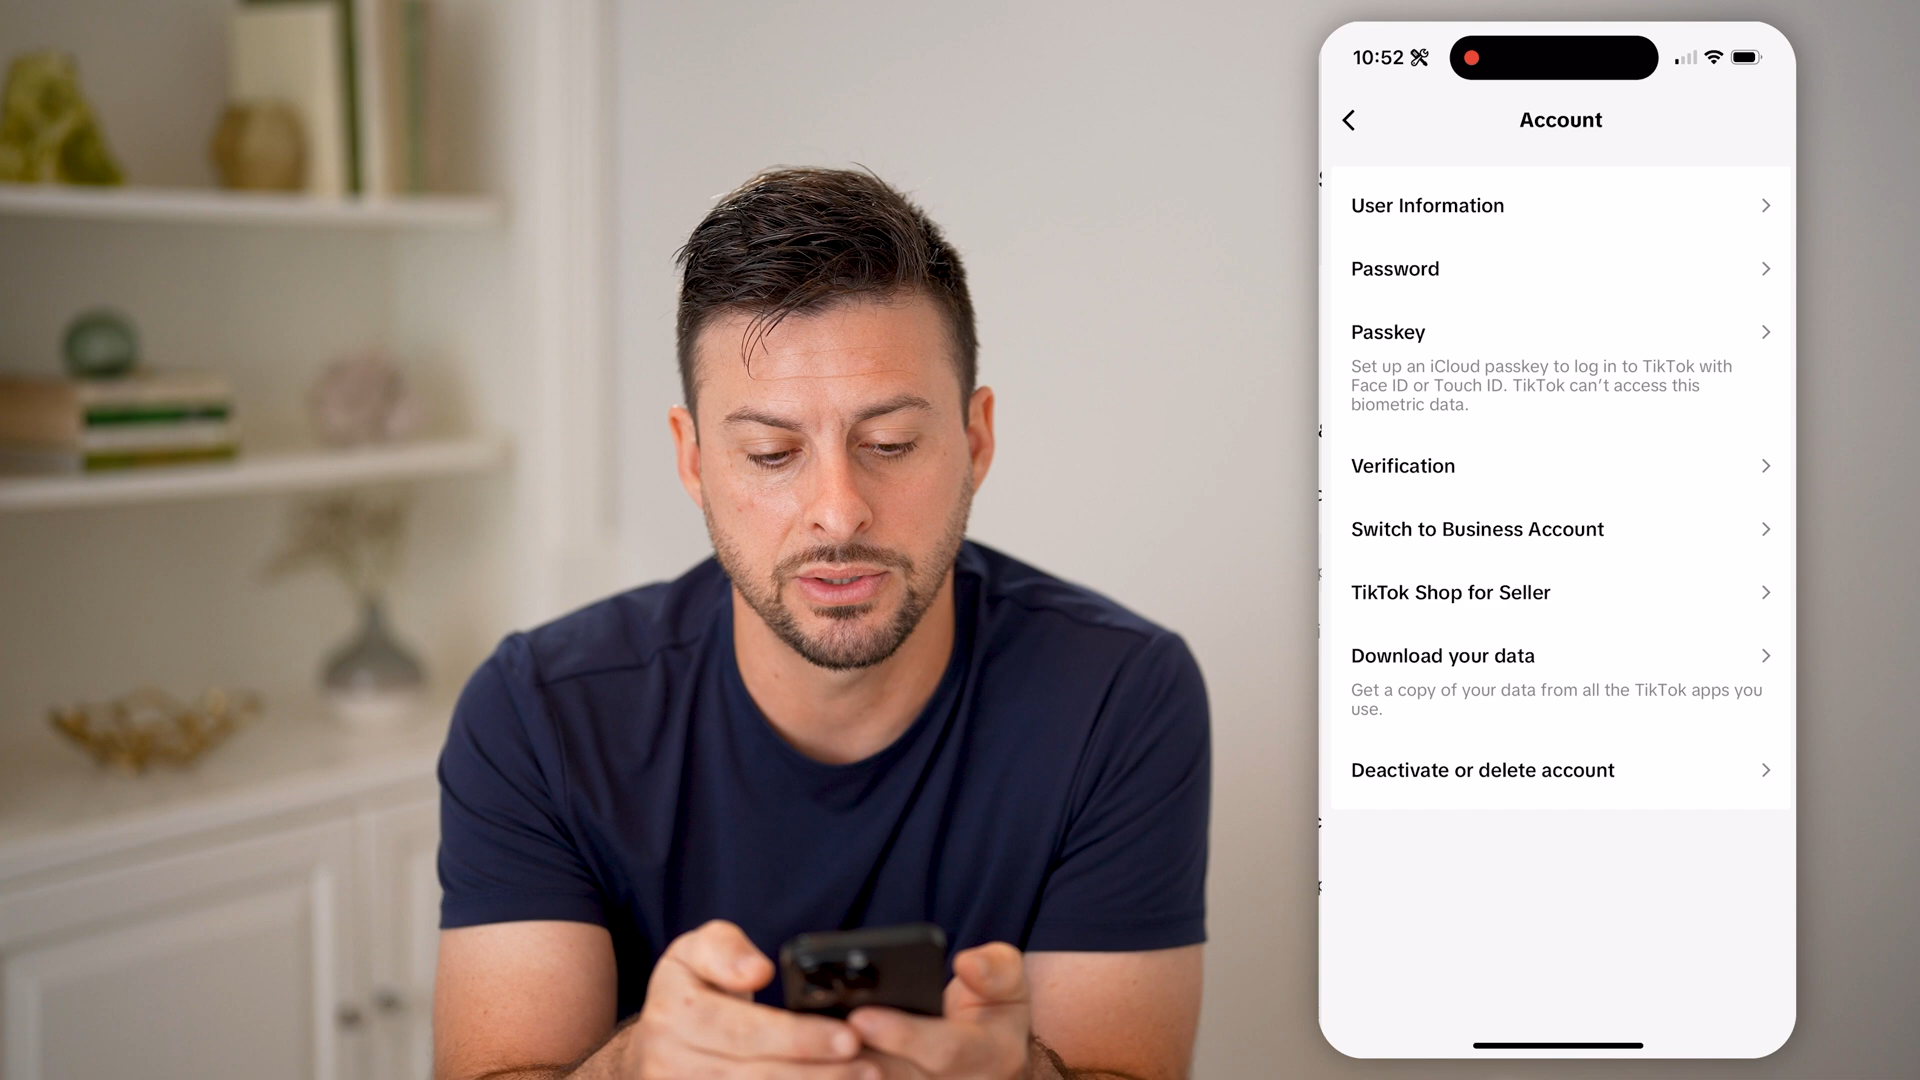 10:52
Account
User Information
Password
Passkey
Set up an iCloud passkey to log in to TikTok with
Face ID or Touch ID. TikTok can’t access this
biometric data.
Verification
Switch to Business Account
TikTok Shop for Seller
Download your data
Get a copy of your data from all the TikTok apps you
use.
Deactivate or delete account